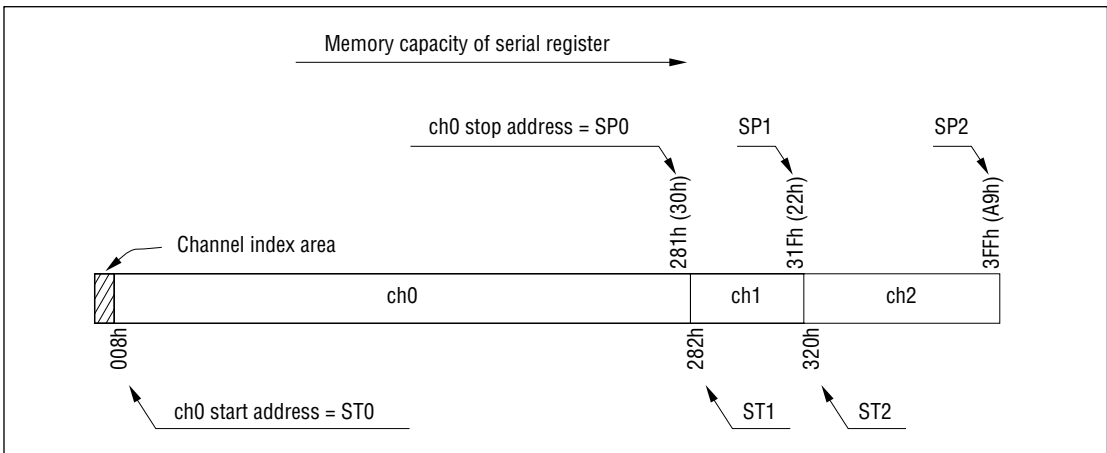 Memory capacity of serial register
ch0 stop address = SP0
SP1
SP2
281h (30h)
31Fh (22h)
3FFh (A9h)
Channel index area
ch0
ch1
ch2
008h
282h
320h
ch0 start address = ST0
ST1
ST2